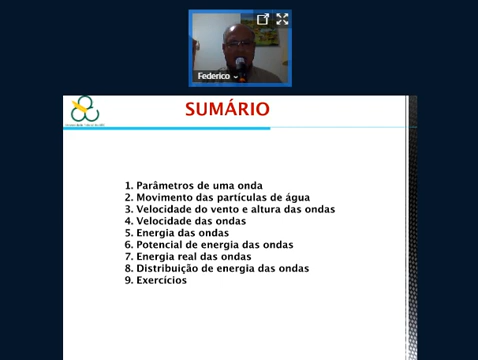 Federico
SUMÁRIO
1. Parâmetros de uma onda
2. Movimento das partículas de água
3. Velocidade do vento e altura das ondas
4. Velocidade das ondas
5. Energia das ondas
6. Potencial de energia das ondas
7. Energia real das ondas
8. Distribuição de energia das ondas
9. Exercícios